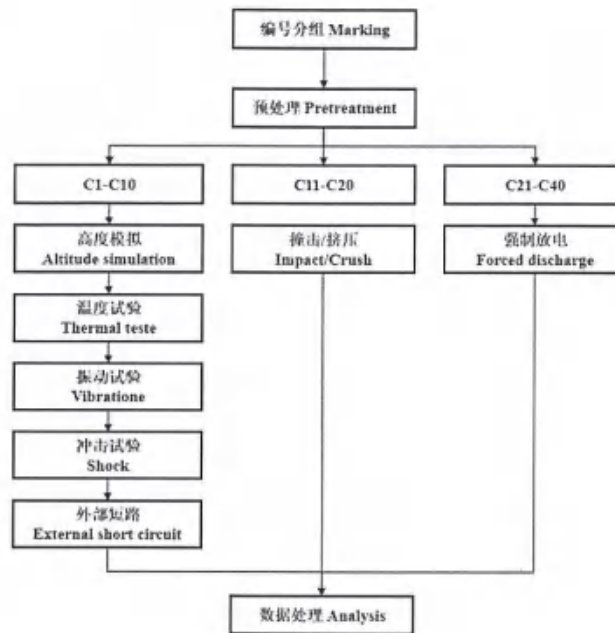 编号分组 Marking
预处理 Pretreatment
C1-C10
C11-C20
C21-C40
高度模拟
Altitude simulation
撞击/挤压
Impact/Crush
强制放电
Forced discharge
温度试验
Thermal teste
振动试验
Vibratione
冲击试验
Shock
外部短路
External short circuit
数据处理 Analysis